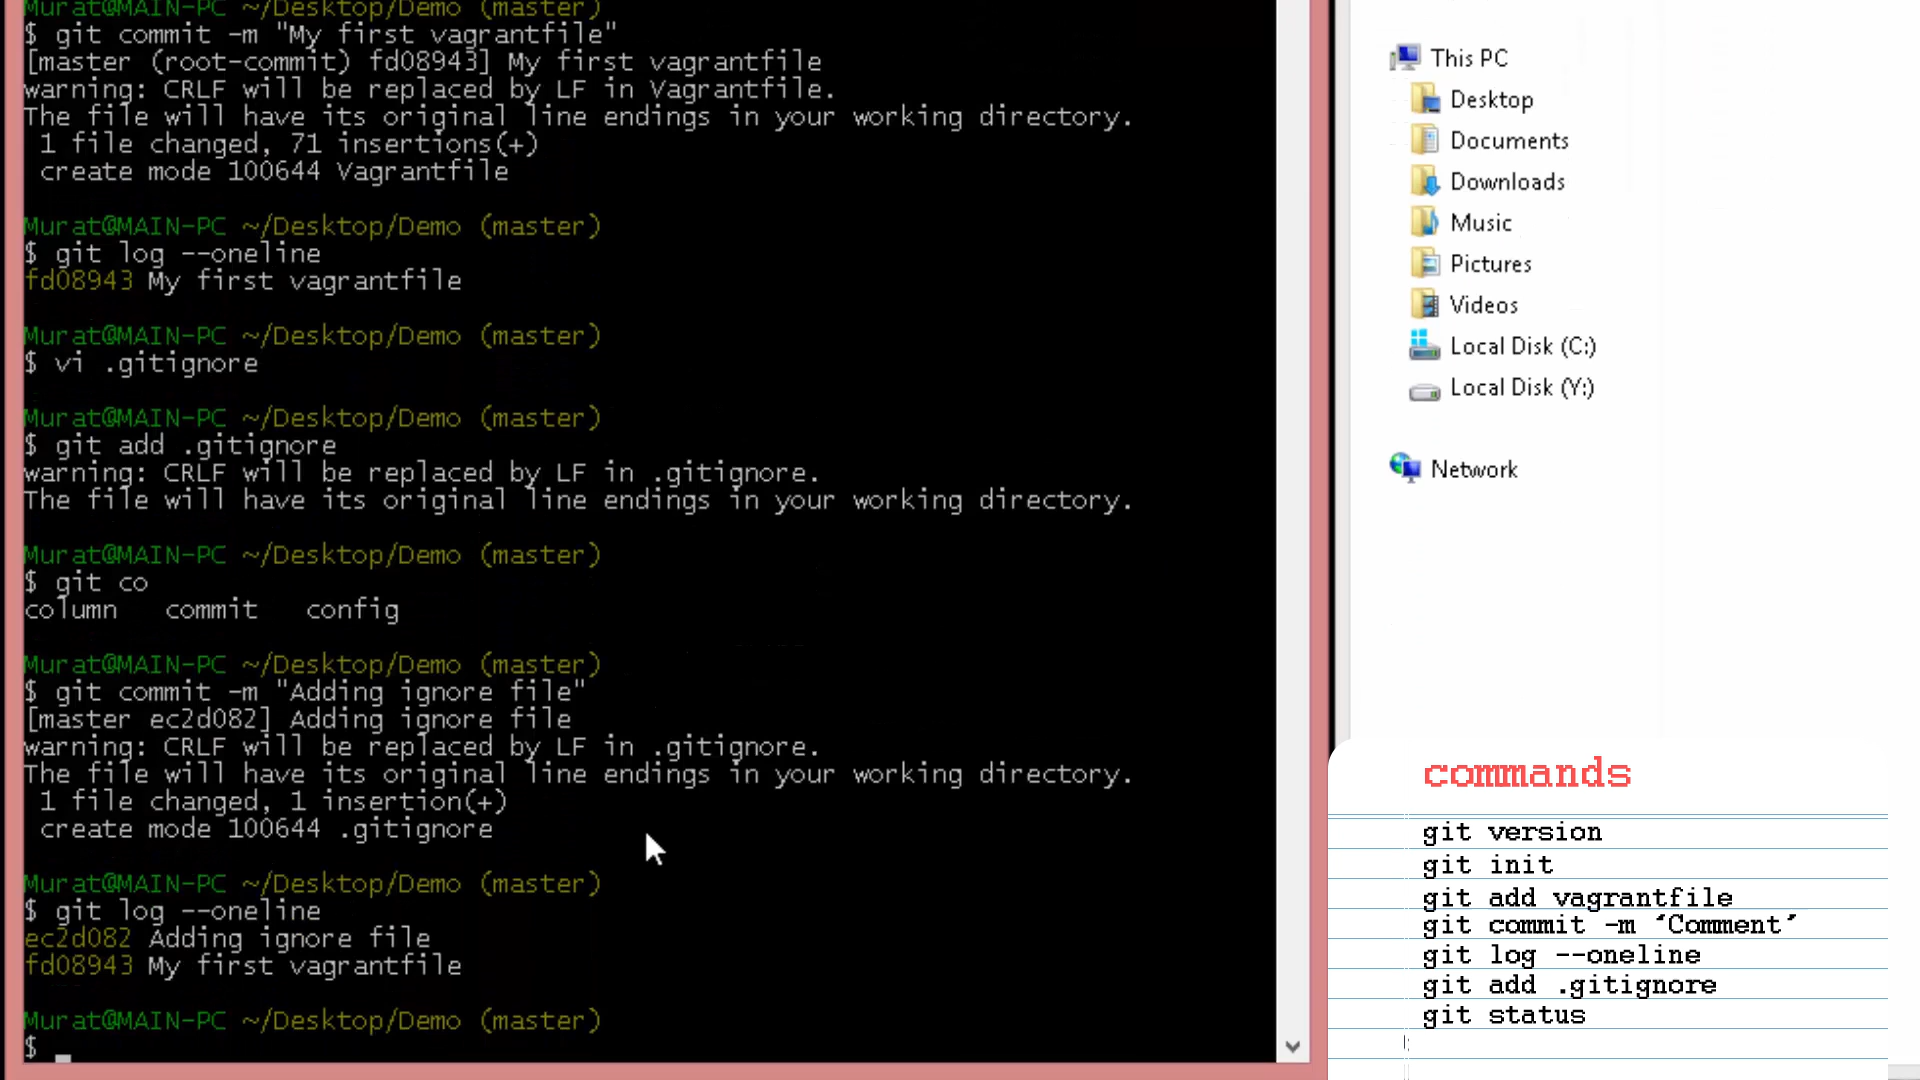 Murat@MAIN-PC ~/Desktop/Demo (master)
$ git commit -m "My first vagrantfile"
[master (root-commit) fd08943] My first vagrantfile
warning: CRLF will be replaced by LF in Vagrantfile.
The file will have its original line endings in your working directory.
 1 file changed, 71 insertions(+)
 create mode 100644 Vagrantfile
Murat@MAIN-PC ~/Desktop/Demo (master)
$ git log --oneline
fd08943 My first vagrantfile
Murat@MAIN-PC ~/Desktop/Demo (master)
$ vi .gitignore
Murat@MAIN-PC ~/Desktop/Demo (master)
$ git add .gitignore
warning: CRLF will be replaced by LF in .gitignore.
The file will have its original line endings in your working directory.
Murat@MAIN-PC ~/Desktop/Demo (master)
$ git co
column   commit   config
Murat@MAIN-PC ~/Desktop/Demo (master)
$ git commit -m "Adding ignore file"
[master ec2d082] Adding ignore file
warning: CRLF will be replaced by LF in .gitignore.
The file will have its original line endings in your working directory.
 1 file changed, 1 insertion(+)
 create mode 100644 .gitignore
Murat@MAIN-PC ~/Desktop/Demo (master)
$ git log --oneline
ec2d082 Adding ignore file
fd08943 My first vagrantfile
Murat@MAIN-PC ~/Desktop/Demo (master)
$
This PC
Desktop
Documents
Downloads
Music
Pictures
Videos
Local Disk (C:)
Local Disk (Y:)
Network
commands
git version
git init
git add vagrantfile
git commit -m ‘Comment’
git log --oneline
git add .gitignore
git status